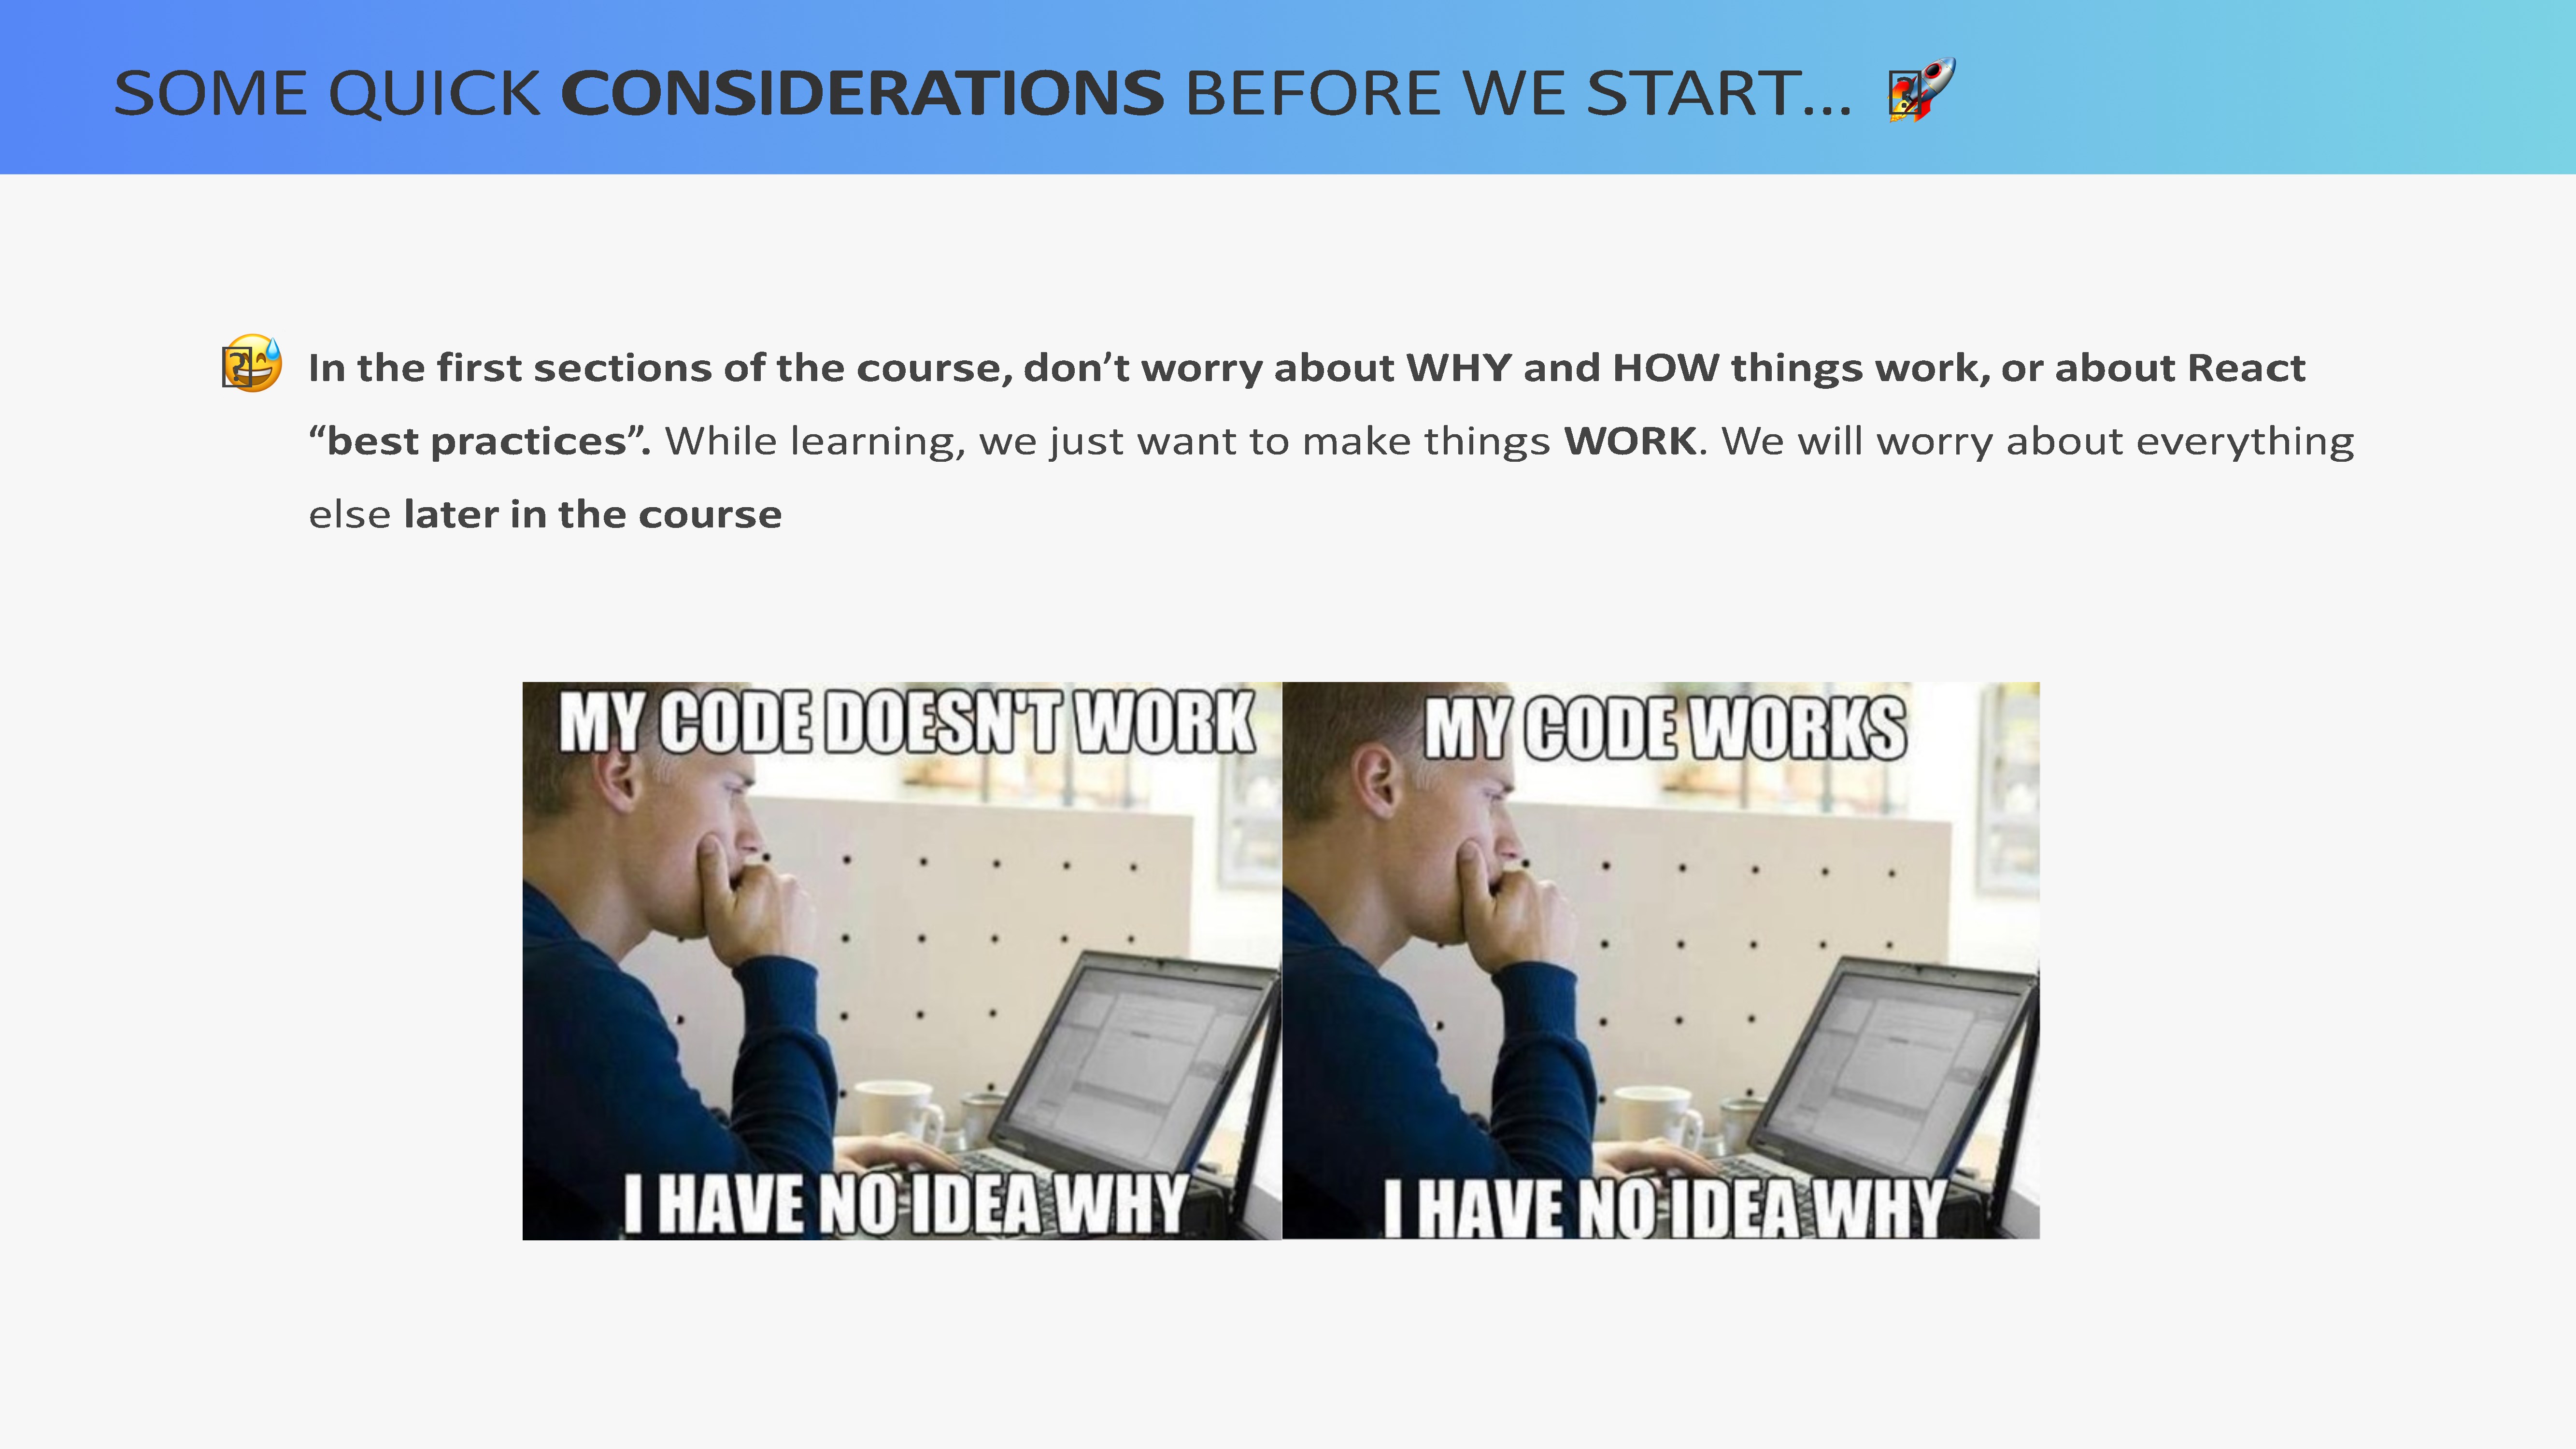 SOME QUICK CONSIDERATIONS BEFORE WE START... 🚀
😅 In the first sections of the course, don’t worry about WHY and HOW things work, or about React
“best practices”. While learning, we just want to make things WORK. We will worry about everything
else later in the course
MY CODE DOESN'T WORK
I HAVE NO IDEA WHY
MY CODE WORKS
I HAVE NO IDEA WHY